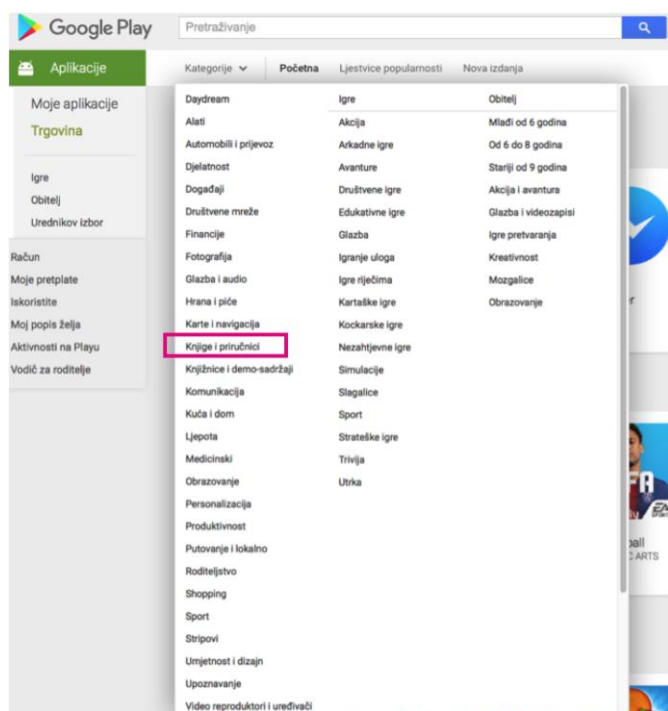 Google Play
Pretraživanje
Aplikacije
Kategorije
Početna
Ljestvice popularnosti
Nova izdanja
Moje aplikacije
Trgovina
Igre
Obitelj
Urednikov izbor
Račun
Moje pretplate
Iskoristite
Moj popis želja
Aktivnosti na Playu
Vodič za roditelje
Daydream
Alati
Automobili i prijevoz
Djelatnost
Događaji
Društvene mreže
Financije
Fotografija
Glazba i audio
Hrana i piće
Karte i navigacija
Knjige i priručnici
Knjižnice i demo-sadržaji
Komunikacija
Kuća i dom
Ljepota
Medicinski
Obrazovanje
Personalizacija
Produktivnost
Putovanje i lokalno
Roditeljstvo
Shopping
Sport
Stripovi
Umjetnost i dizajn
Upoznavanje
Video reproduktori i uređivači
Igre
Akcija
Arkadne igre
Avanture
Društvene igre
Edukativne igre
Glazba
Igranje uloga
Igre riječima
Kartaške igre
Kockarske igre
Nezahtjevne igre
Simulacije
Slagalice
Sport
Strateške igre
Trivija
Utrka
Obitelj
Mlađi od 6 godina
Od 6 do 8 godina
Stariji od 9 godina
Akcija i avantura
Glazba i videozapisi
Igre pretvaranja
Kreativnost
Mozgalice
Obrazovanje
ARTS